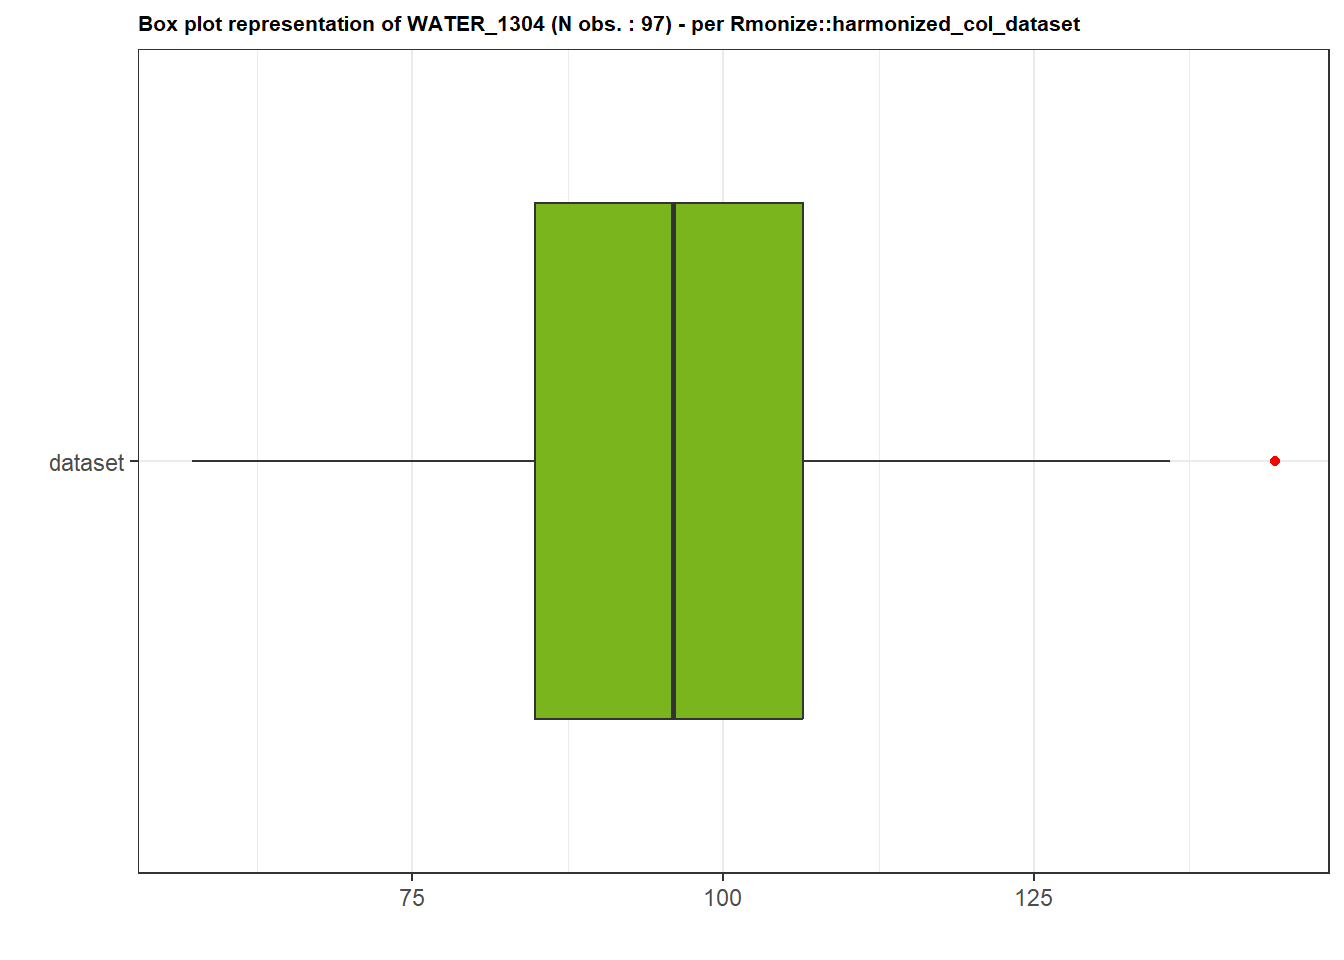 Box plot representation of WATER_1304 (N obs. : 97) - per Rmonize::harmonized_col_dataset
dataset
75 100 125